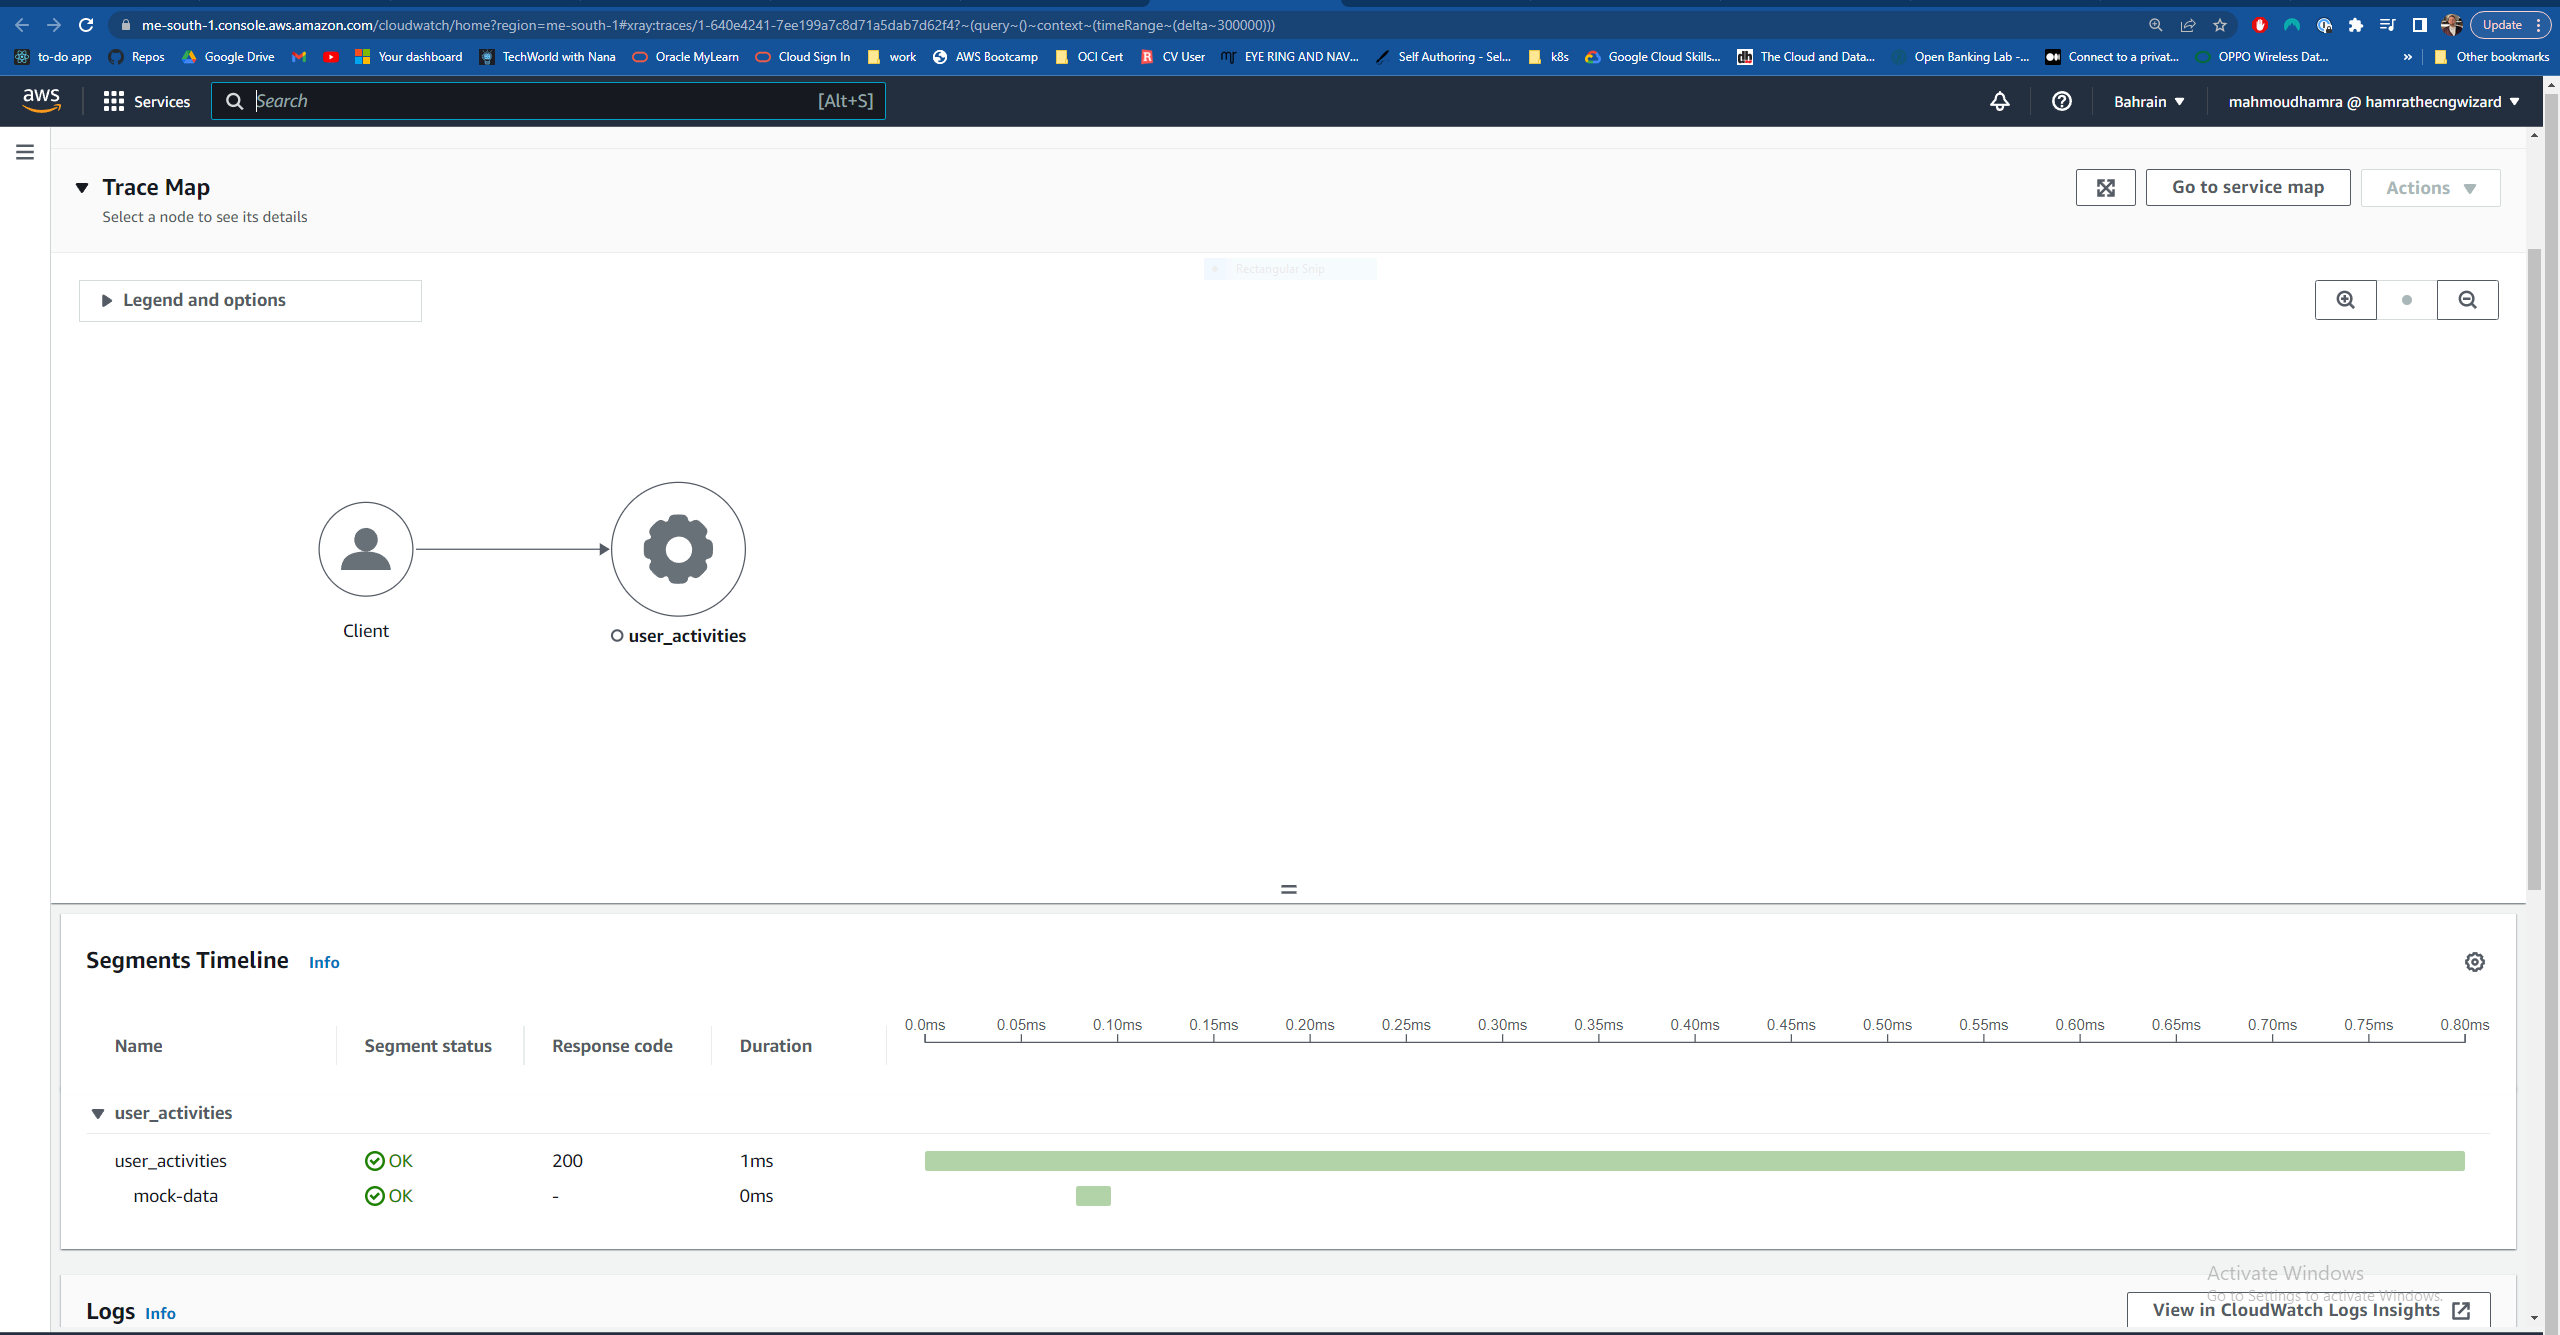 me-south-1.console.aws.amazon.com/cloudwatch/home?region=me-south-1#xray:traces/1-640e4241-7ee199a7c8d71a5dab7d62f4?~(query~()~context~(timeRange~(delta~300000)))
Update
to-do app Repos Google Drive Your dashboard TechWorld with Nana Oracle MyLearn Cloud Sign In work AWS Bootcamp OCI Cert R CV User EYE RING AND NAV... Self Authoring - Sel... k8s Google Cloud Skills... The Cloud and Data... Open Banking Lab -... Connect to a privat... OPPO Wireless Dat... » Other bookmarks
aws Services Search [Alt+S] Bahrain mahmoudhamra @ hamrathecngwizard
Trace Map
Go to service map Actions
Select a node to see its details
Rectangular Snip
Legend and options
Client
user_activities
Segments Timeline Info
0.0ms 0.05ms 0.10ms 0.15ms 0.20ms 0.25ms 0.30ms 0.35ms 0.40ms 0.45ms 0.50ms 0.55ms 0.60ms 0.65ms 0.70ms 0.75ms 0.80ms
Name Segment status Response code Duration
user_activities
user_activities OK 200 1ms
mock-data OK - 0ms
Activate Windows
Go to Settings to activate Windows.
Logs Info View in CloudWatch Logs Insights